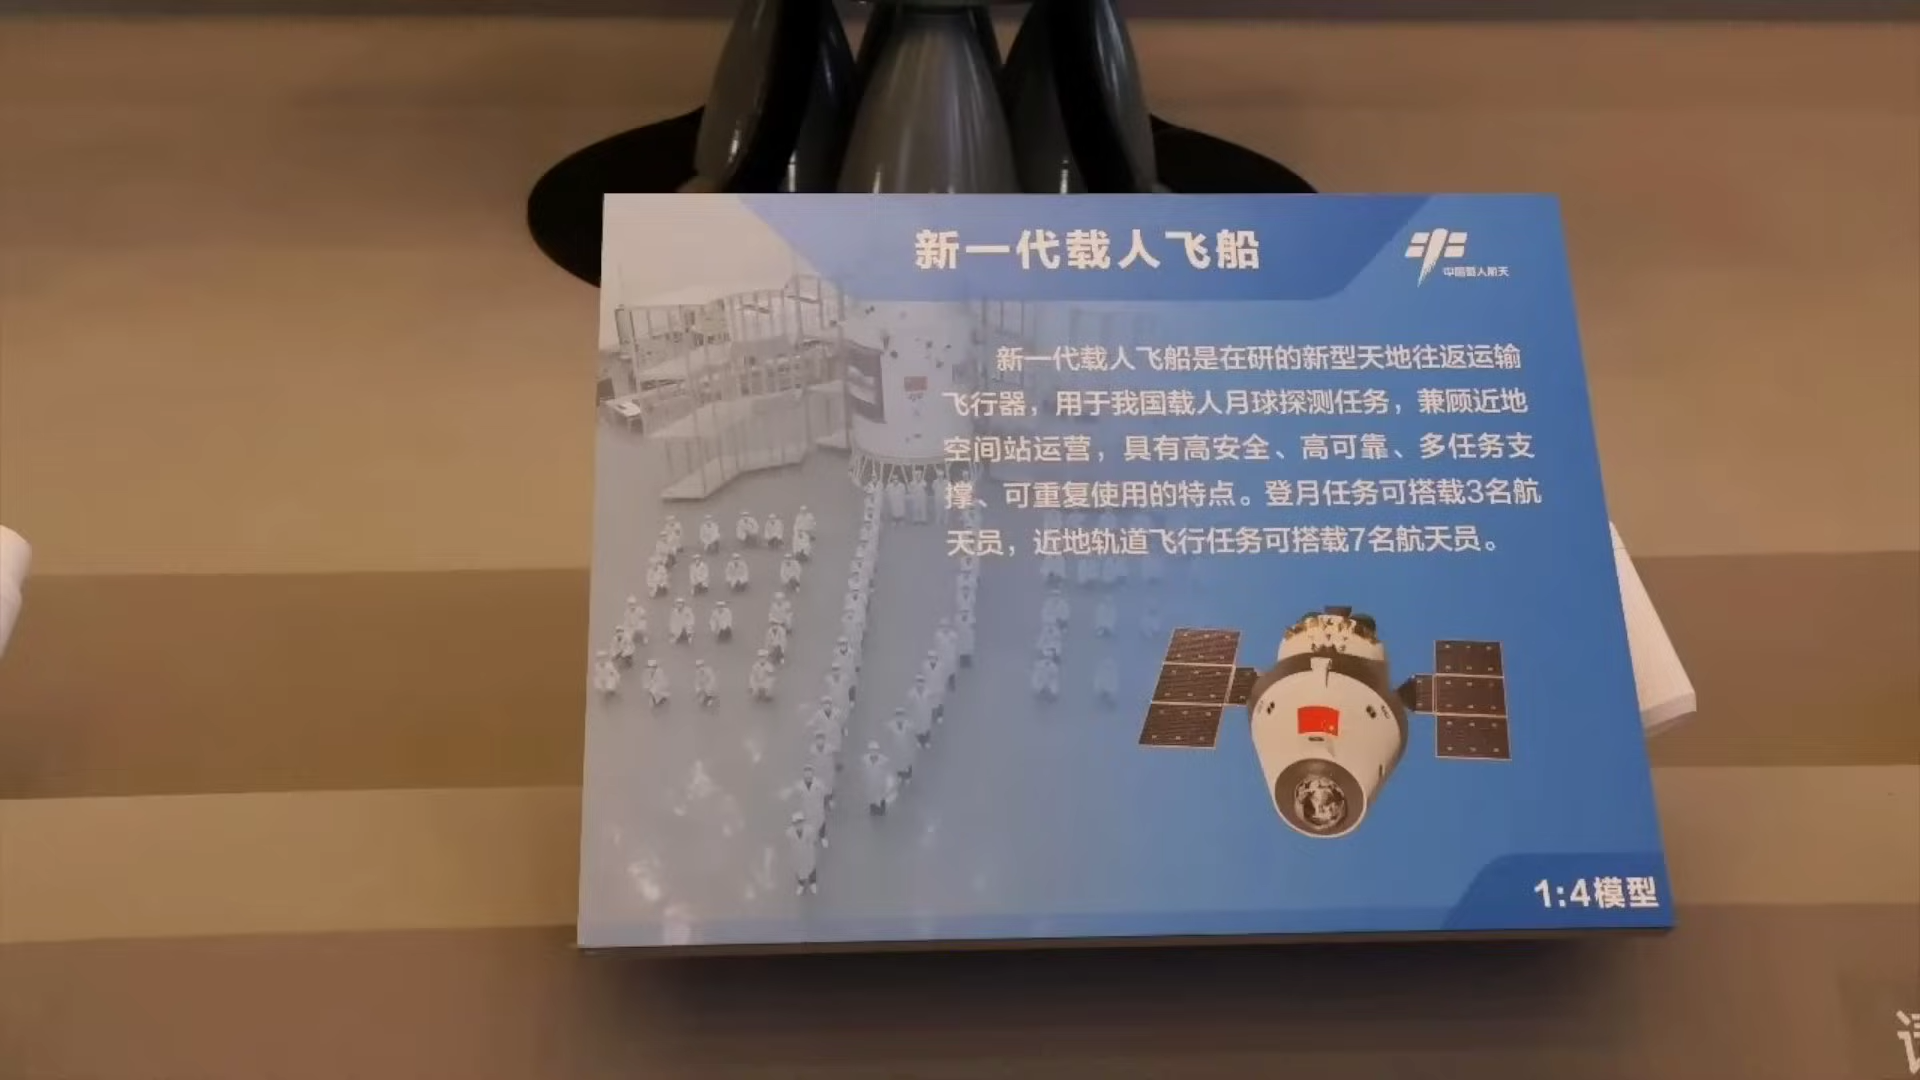 新一代载人飞船
中国载人航天
新一代载人飞船是在研的新型天地往返运输
飞行器，用于我国载人月球探测任务，兼顾近地
空间站运营，具有高安全、高可靠、多任务支
撑、可重复使用的特点。登月任务可搭载3名航
天员，近地轨道飞行任务可搭载7名航天员。
1:4模型